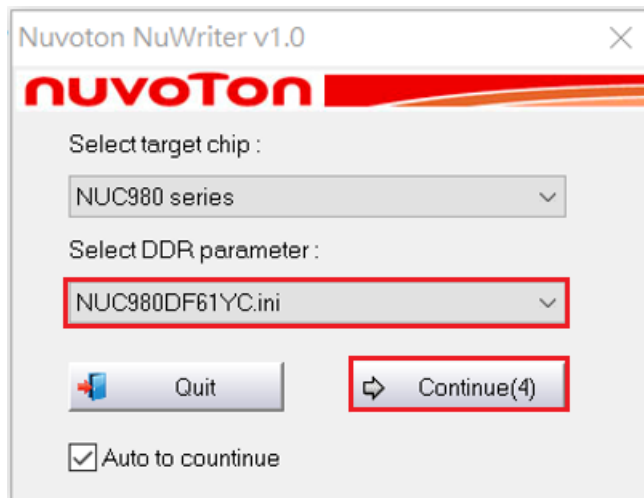 Nuvoton NuWriter v1.0
nuvoTon
Select target chip :
NUC980 series
Select DDR parameter :
NUC980DF61YC.ini
Quit
Continue(4)
Auto to countinue